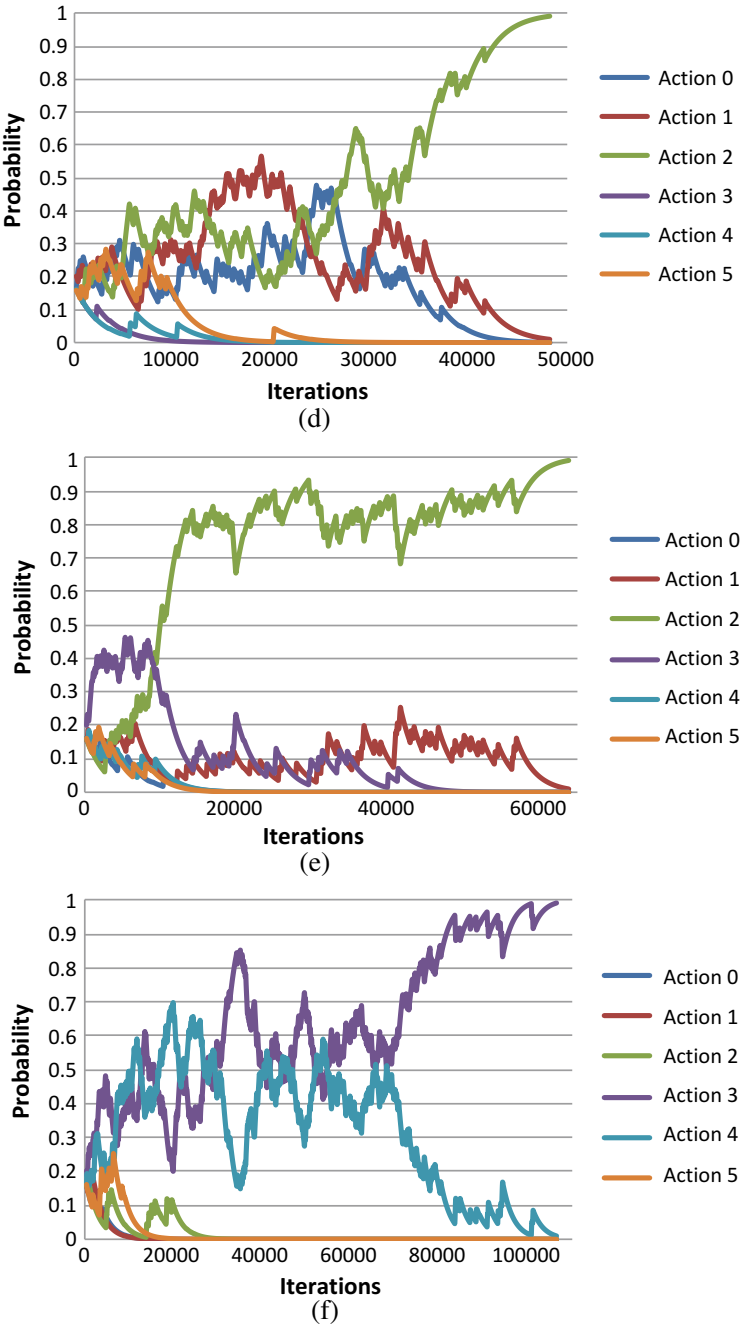 Probability
1
0.9
0.8
0.7
0.6
0.5
0.4
0.3
0.2
0.1
0
0 10000 20000 30000 40000 50000
Iterations
Action 0
Action 1
Action 2
Action 3
Action 4
Action 5
(d)
Probability
1
0.9
0.8
0.7
0.6
0.5
0.4
0.3
0.2
0.1
0
0 20000 40000 60000
Iterations
Action 0
Action 1
Action 2
Action 3
Action 4
Action 5
(e)
Probability
1
0.9
0.8
0.7
0.6
0.5
0.4
0.3
0.2
0.1
0
0 20000 40000 60000 80000 100000
Iterations
Action 0
Action 1
Action 2
Action 3
Action 4
Action 5
(f)